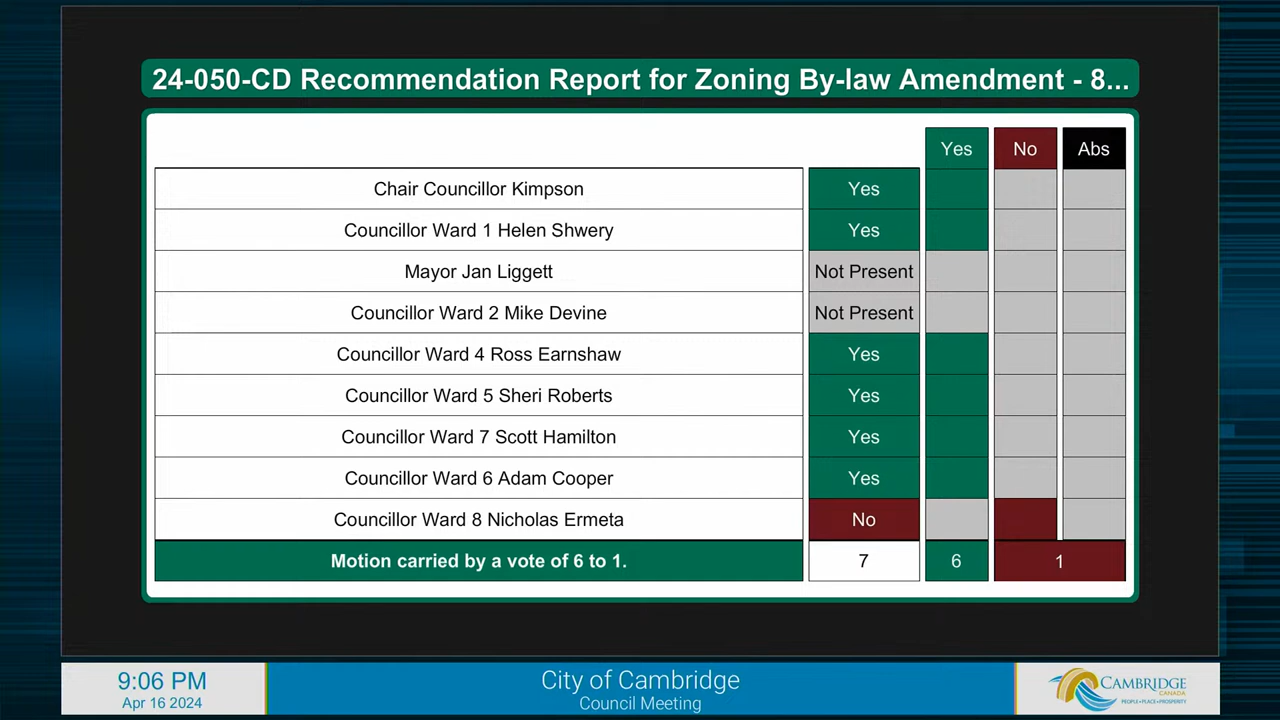 24-050-CD Recommendation Report for Zoning By-law Amendment - 8...
Yes No Abs
Chair Councillor Kimpson Yes
Councillor Ward 1 Helen Shwery Yes
Mayor Jan Liggett Not Present
Councillor Ward 2 Mike Devine Not Present
Councillor Ward 4 Ross Earnshaw Yes
Councillor Ward 5 Sheri Roberts Yes
Councillor Ward 7 Scott Hamilton Yes
Councillor Ward 6 Adam Cooper Yes
Councillor Ward 8 Nicholas Ermeta No
Motion carried by a vote of 6 to 1. 7 6 1
9:06 PM
Apr 16 2024
City of Cambridge
Council Meeting
CAMBRIDGE
CANADA
PEOPLE • PLACE • PROSPERITY